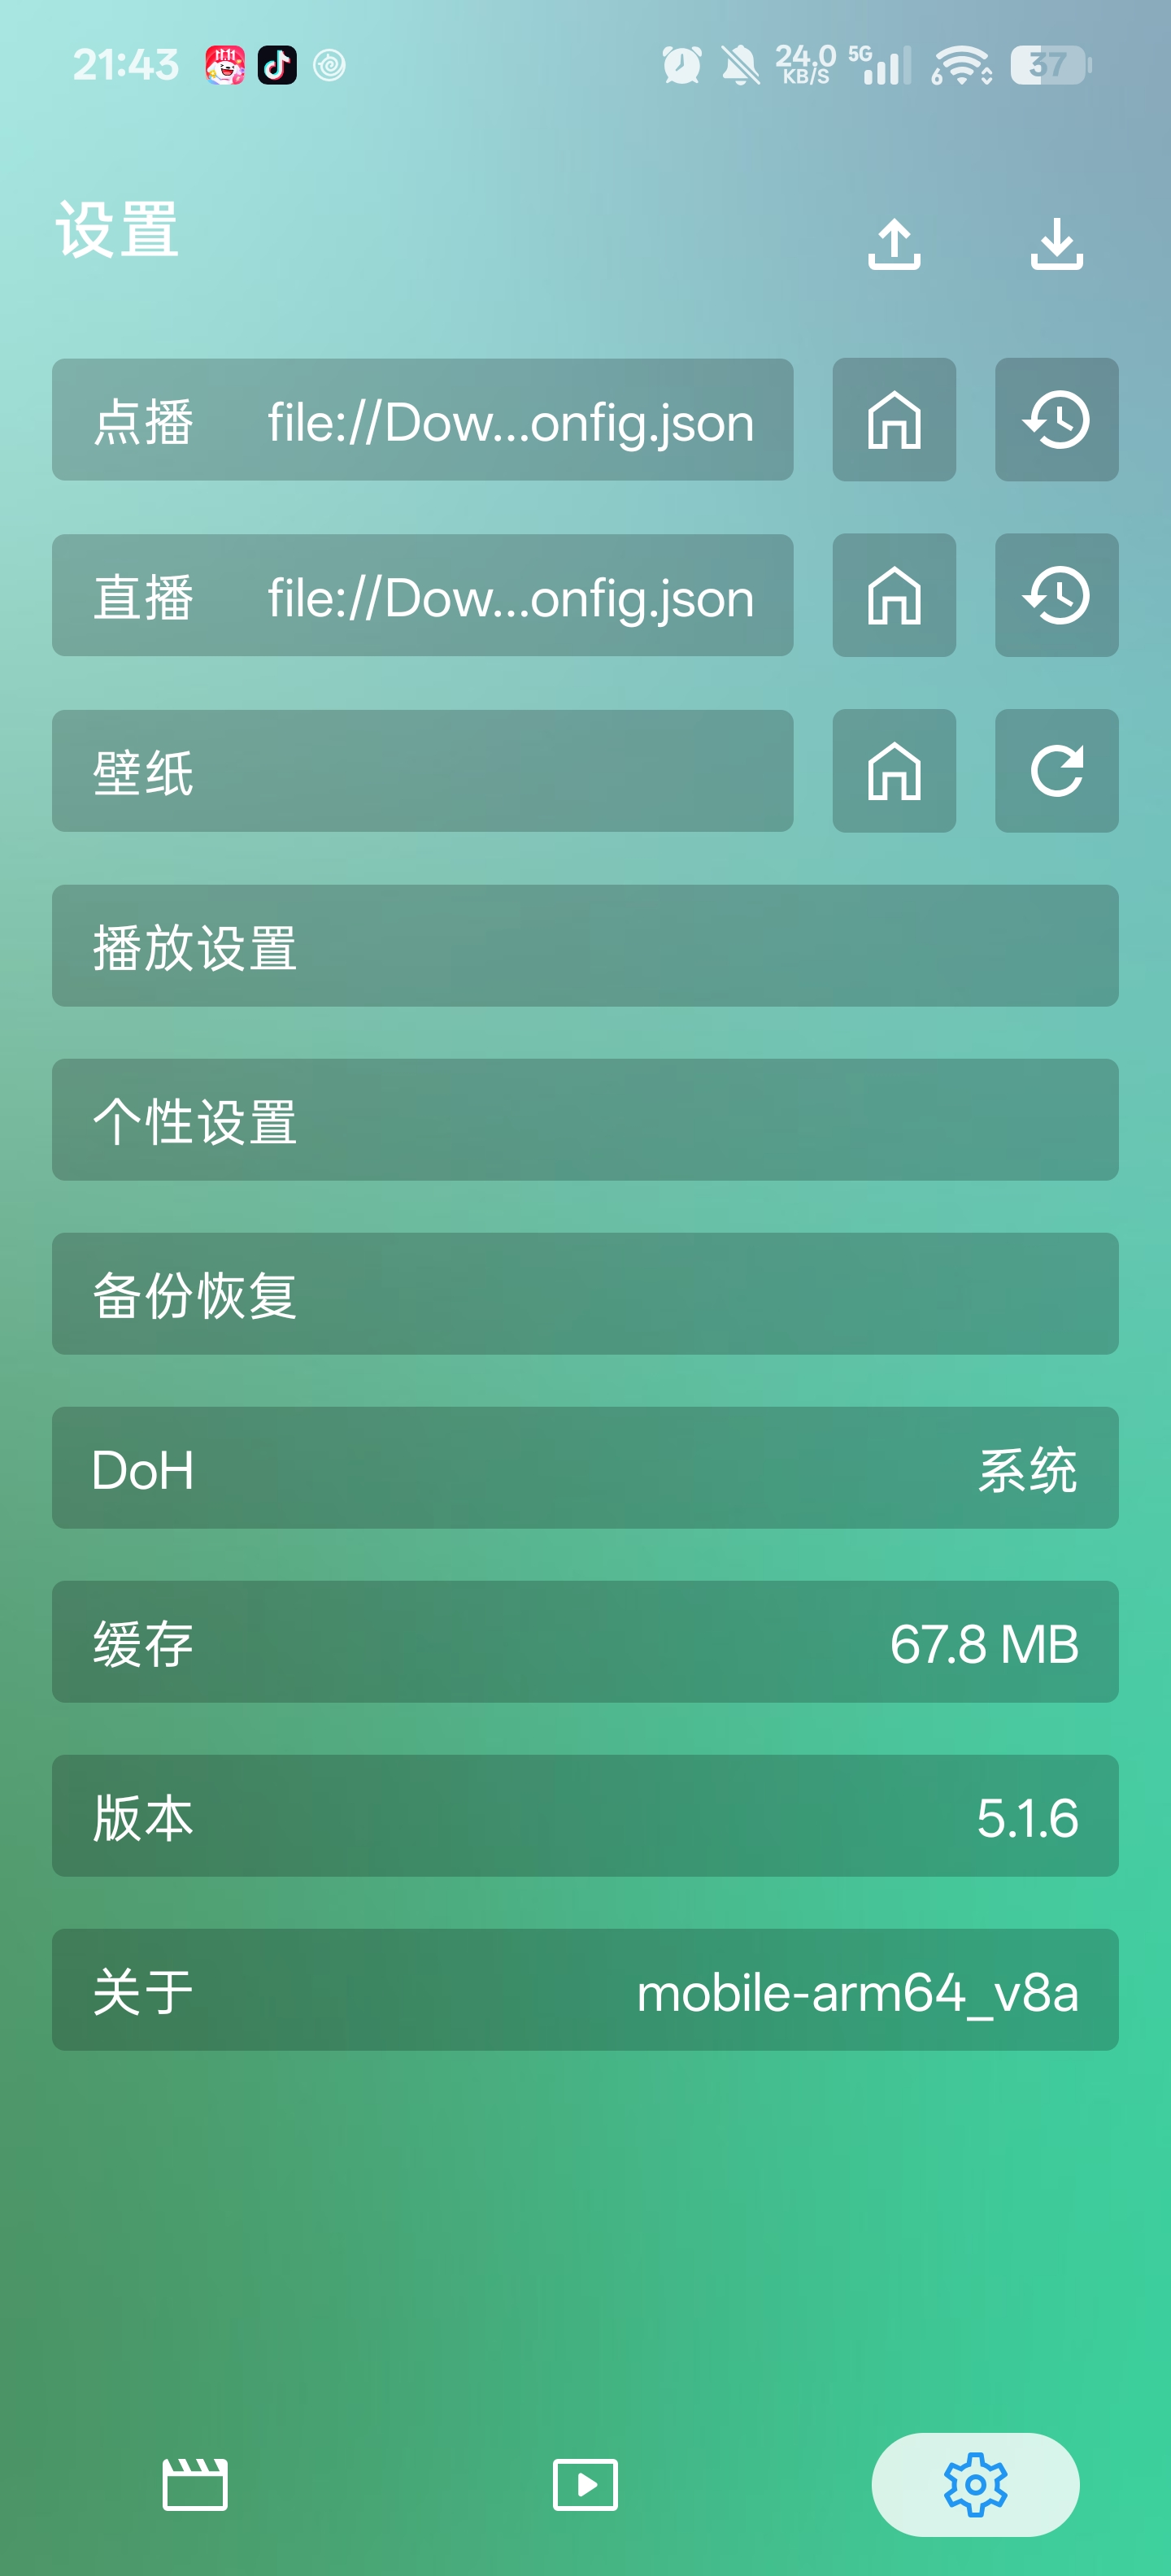 21:43 24.0 KB/S 5G 6 37
设置
点播 file://Dow...onfig.json
直播 file://Dow...onfig.json
壁纸
播放设置
个性设置
备份恢复
DoH 系统
缓存 67.8 MB
版本 5.1.6
关于 mobile-arm64_v8a